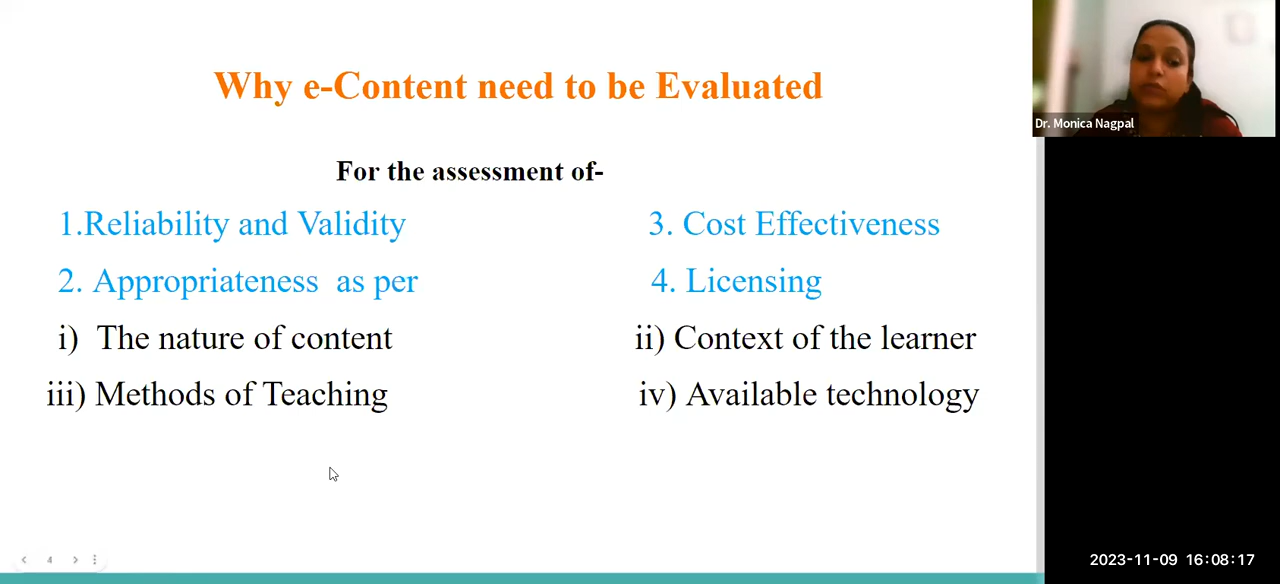 Why e-Content need to be Evaluated
Dr. Monica Nagpal
For the assessment of-
1.Reliability and Validity
3. Cost Effectiveness
2. Appropriateness as per
4. Licensing
i) The nature of content
ii) Context of the learner
iii) Methods of Teaching
iv) Available technology
4
2023-11-09 16:08:17